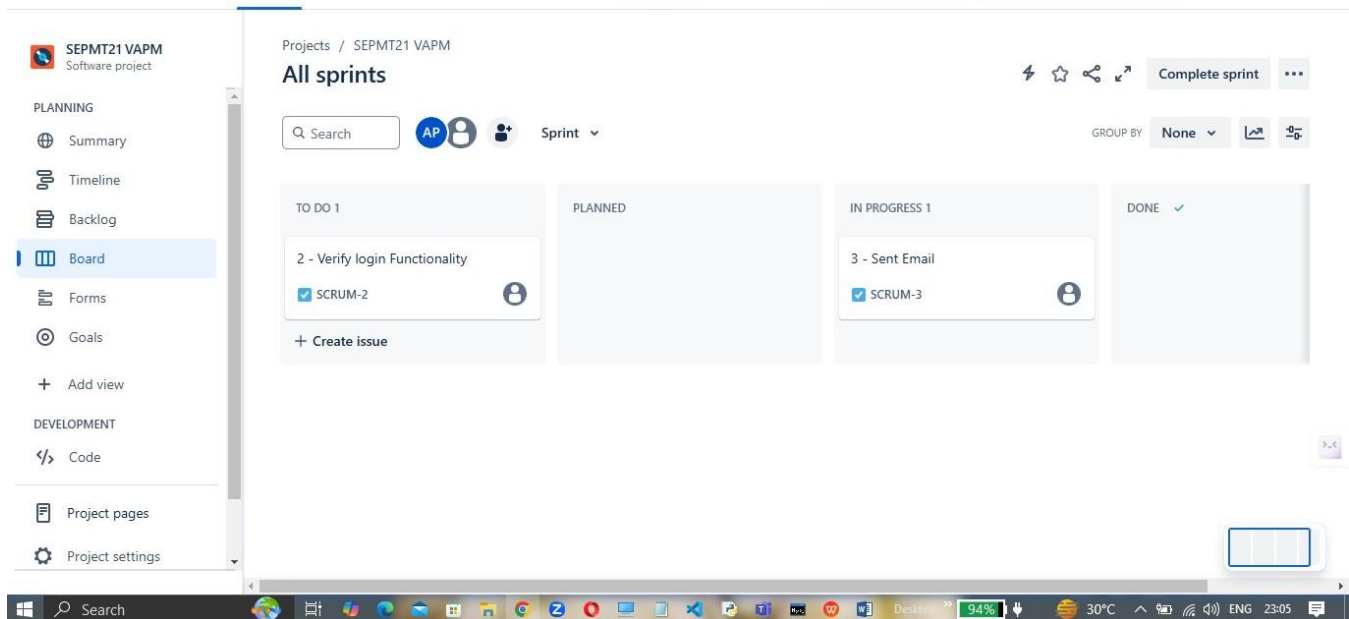 SEPMT21 VAPM
Software project
PLANNING
Summary
Timeline
Backlog
Board
Forms
Goals
+ Add view
DEVELOPMENT
</> Code
Project pages
Project settings
Projects / SEPMT21 VAPM
All sprints
Complete sprint
Search
AP
Sprint
GROUP BY None
TO DO 1
2 - Verify login Functionality
SCRUM-2
+ Create issue
PLANNED
IN PROGRESS 1
3 - Sent Email
SCRUM-3
DONE
Search
94%
30°C
ENG 23:05